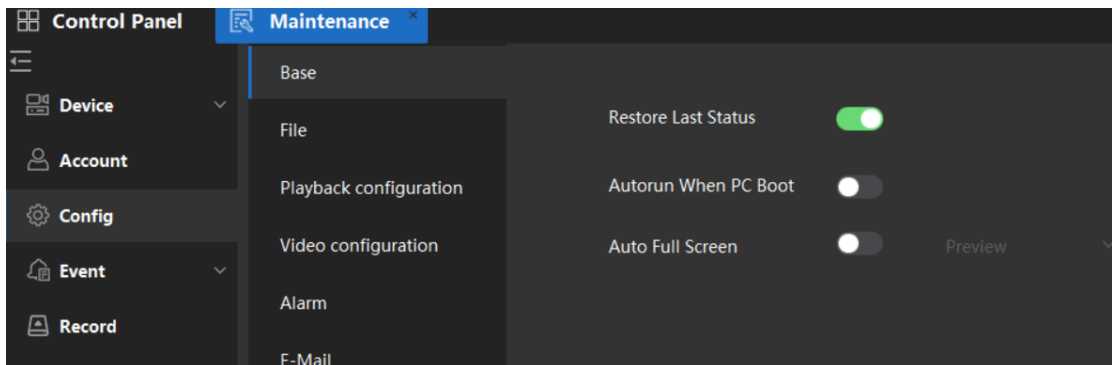 Control Panel
Maintenance
Device
Account
Config
Event
Record
Base
File
Playback configuration
Video configuration
Alarm
E-Mail
Restore Last Status
Autorun When PC Boot
Auto Full Screen
Preview